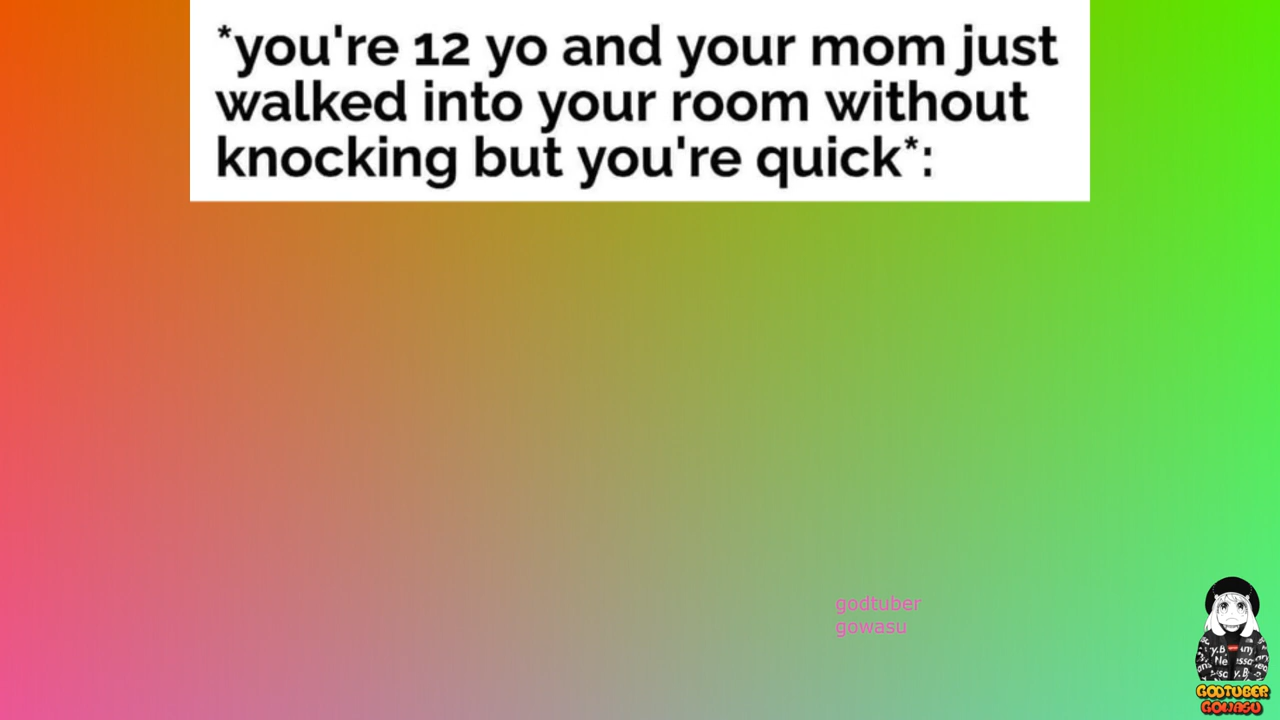 *you're 12 yo and your mom just
walked into your room without
knocking but you're quick*:
godtuber
gowasu
GODTUBER
GOWASU